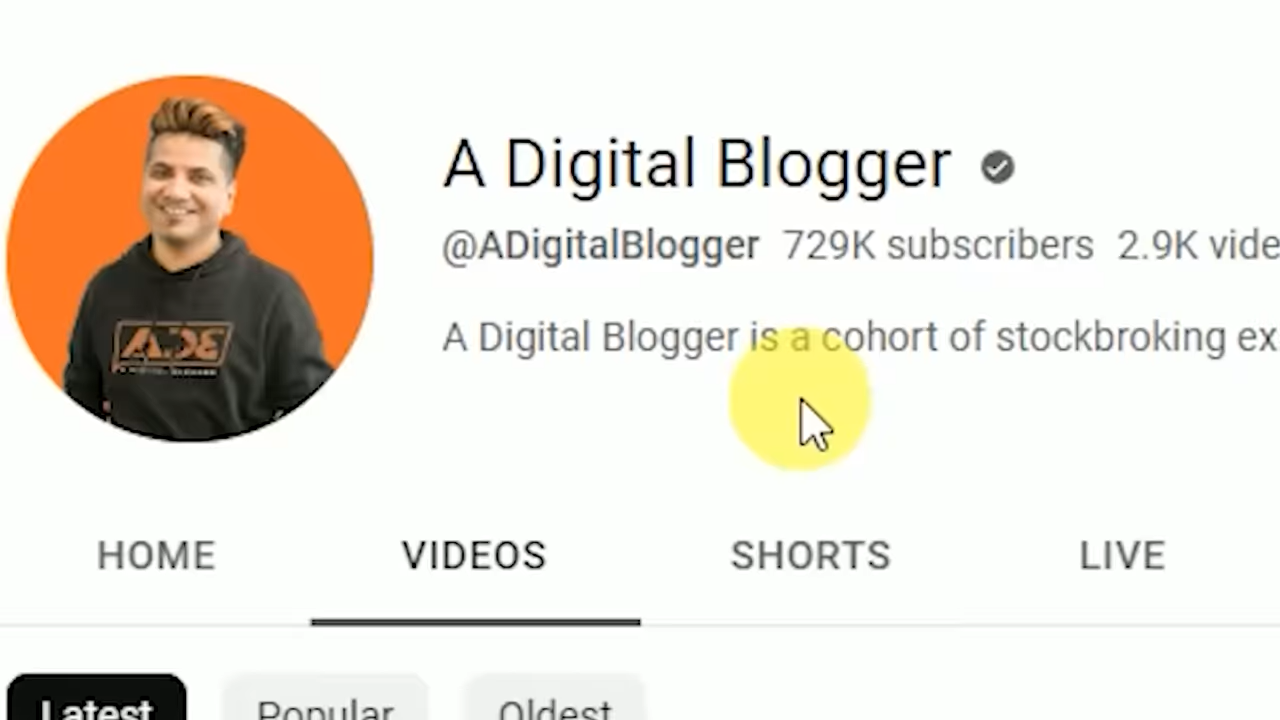 A Digital Blogger
@ADigitalBlogger 729K subscribers 2.9K vide
A Digital Blogger is a cohort of stockbroking ex
HOME VIDEOS SHORTS LIVE
Latest Popular Oldest